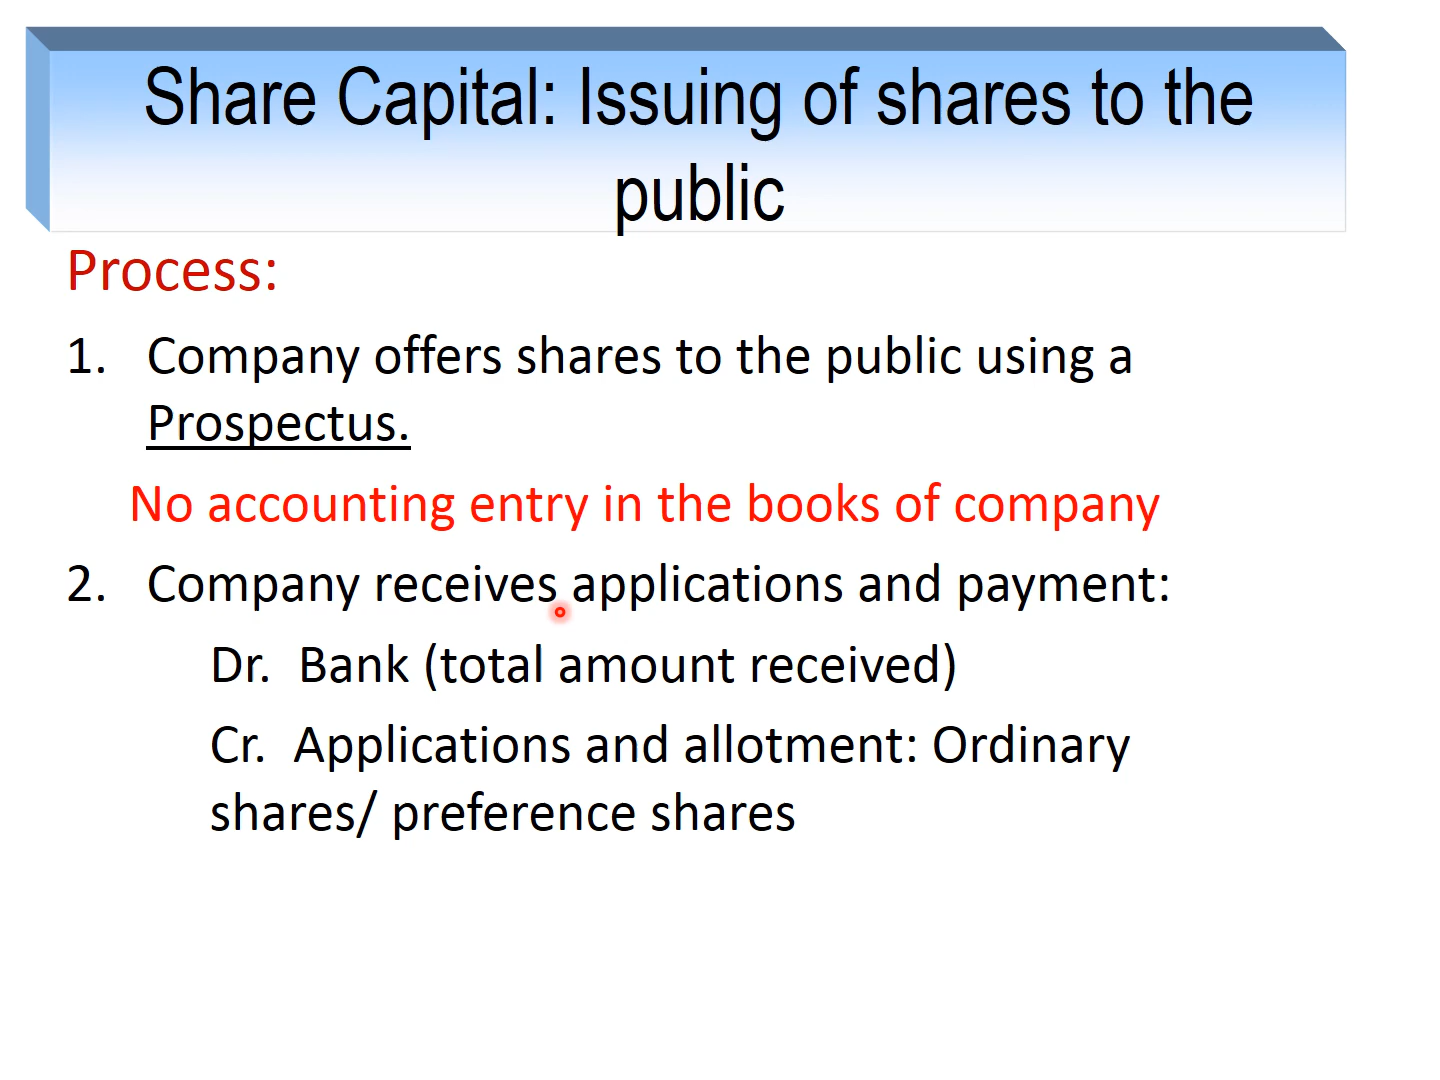 Share Capital: Issuing of shares to the
public
Process:
1. Company offers shares to the public using a
Prospectus.
No accounting entry in the books of company
2. Company receives applications and payment:
Dr. Bank (total amount received)
Cr. Applications and allotment: Ordinary
shares/ preference shares